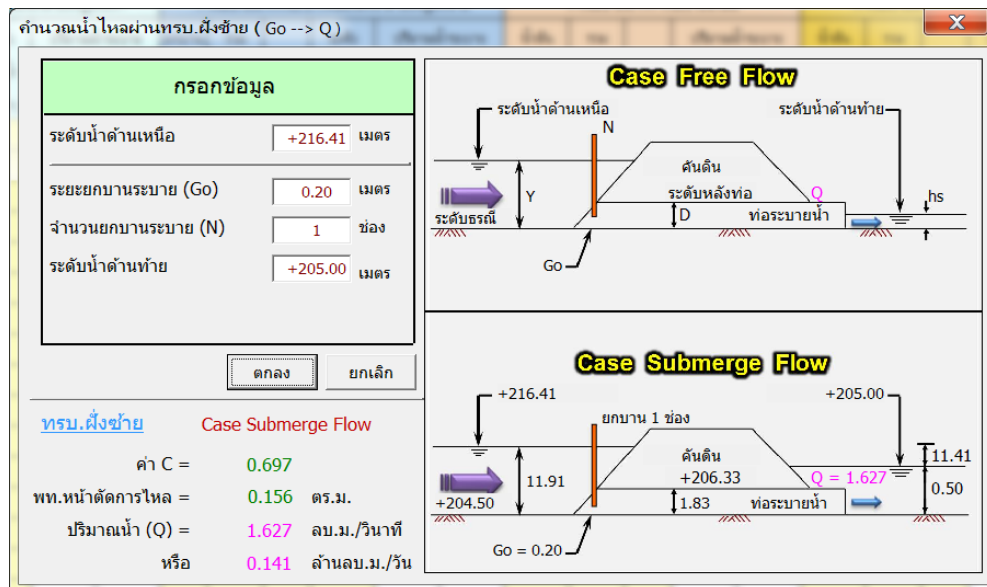 คำนวณน้ำไหลผ่านทรบ.ฝั่งซ้าย ( Go --> Q )
กรอกข้อมูล
ระดับน้ำด้านเหนือ +216.41 เมตร
ระยะยกบานระบาย (Go) 0.20 เมตร
จำนวนยกบานระบาย (N) 1 ช่อง
ระดับน้ำด้านท้าย +205.00 เมตร
ตกลง ยกเลิก
ทรบ.ฝั่งซ้าย Case Submerge Flow
ค่า C = 0.697
พท.หน้าตัดการไหล = 0.156 ตร.ม.
ปริมาณน้ำ (Q) = 1.627 ลบ.ม./วินาที
หรือ 0.141 ล้านลบ.ม./วัน
Case Free Flow
ระดับน้ำด้านเหนือ ระดับน้ำด้านท้าย
N
คันดิน
Y ระดับหลังท่อ Q hs
ระดับธรณี D ท่อระบายน้ำ
Go
Case Submerge Flow
+216.41 +205.00
ยกบาน 1 ช่อง
คันดิน 11.41
11.91 +206.33 Q = 1.627 0.50
+204.50 1.83 ท่อระบายน้ำ
Go = 0.20